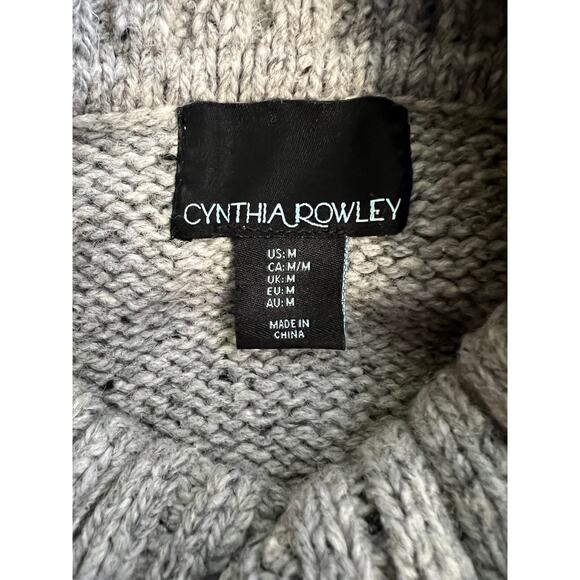 CYNTHIA ROWLEY
US: M
CA: M/M
UK: M
EU: M
AU: M
MADE IN
CHINA